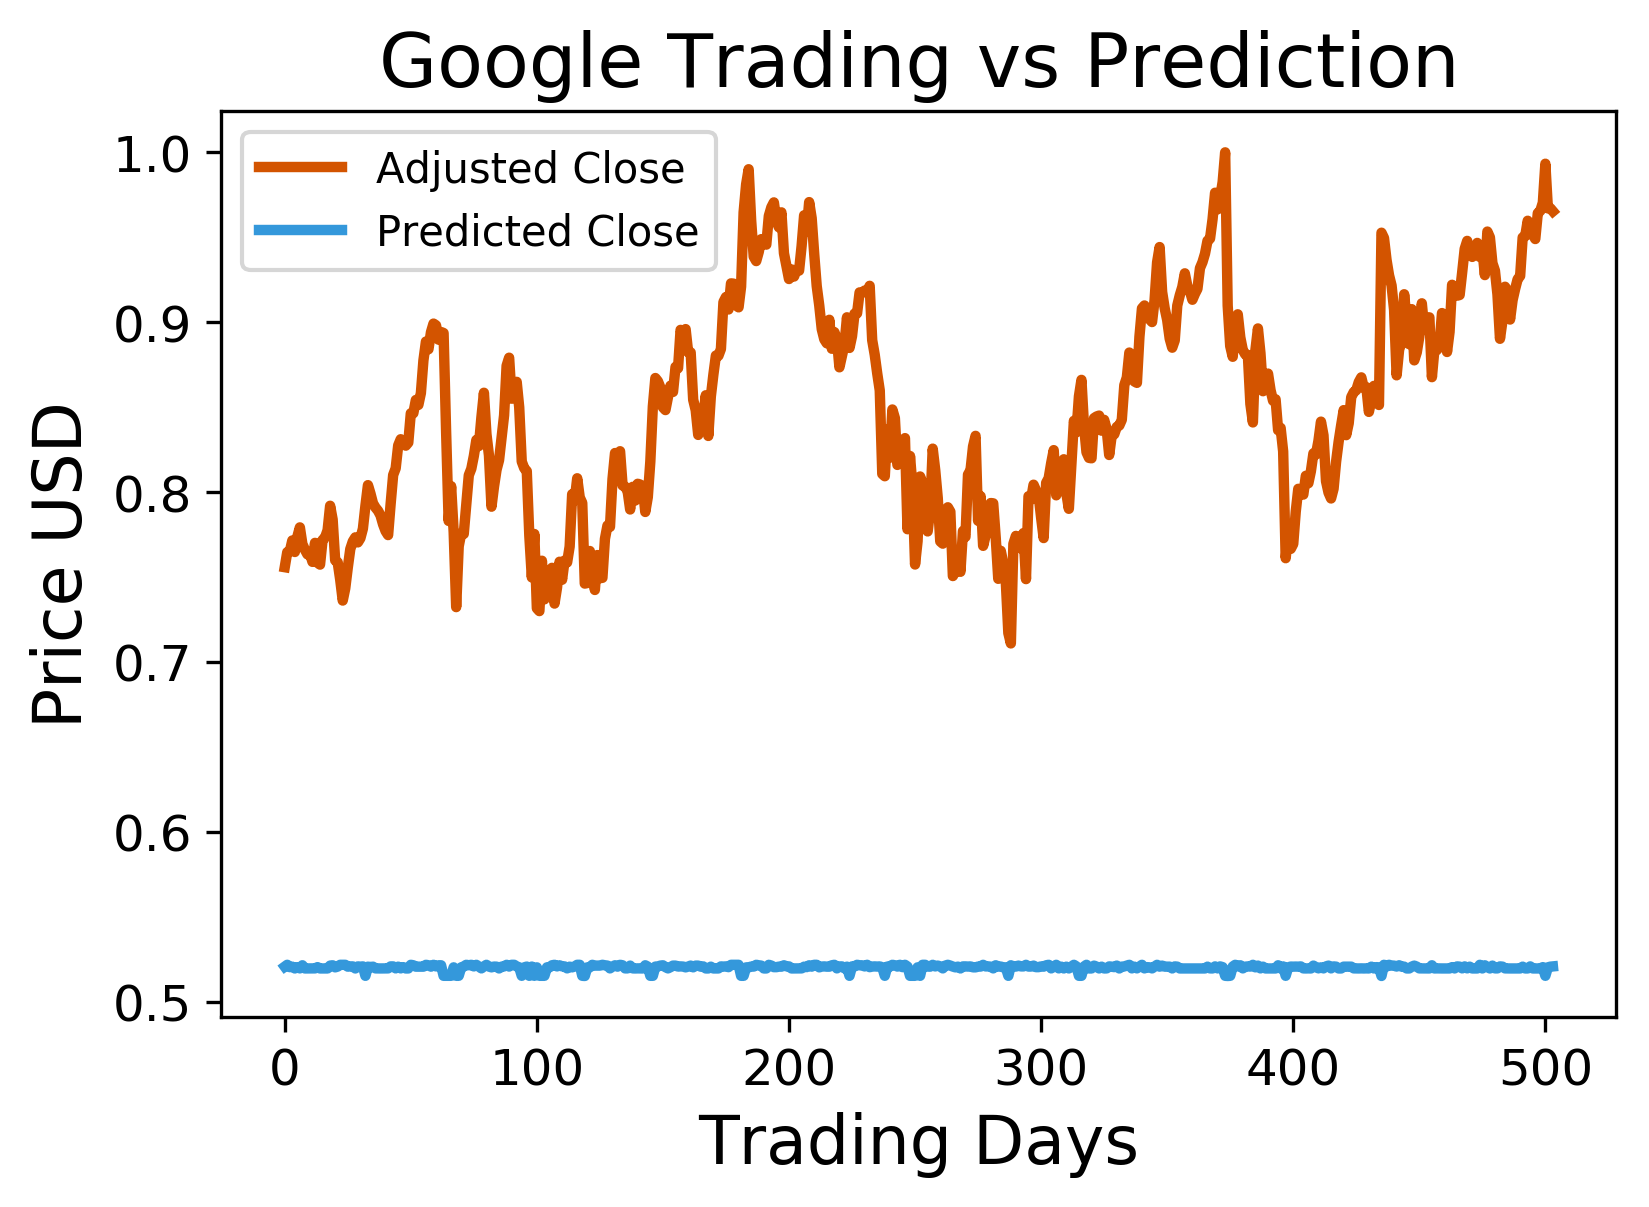 Google Trading vs Prediction
Adjusted Close
Predicted Close
1.0
0.9
0.8
0.7
0.6
0.5
Price USD
0 100 200 300 400 500
Trading Days